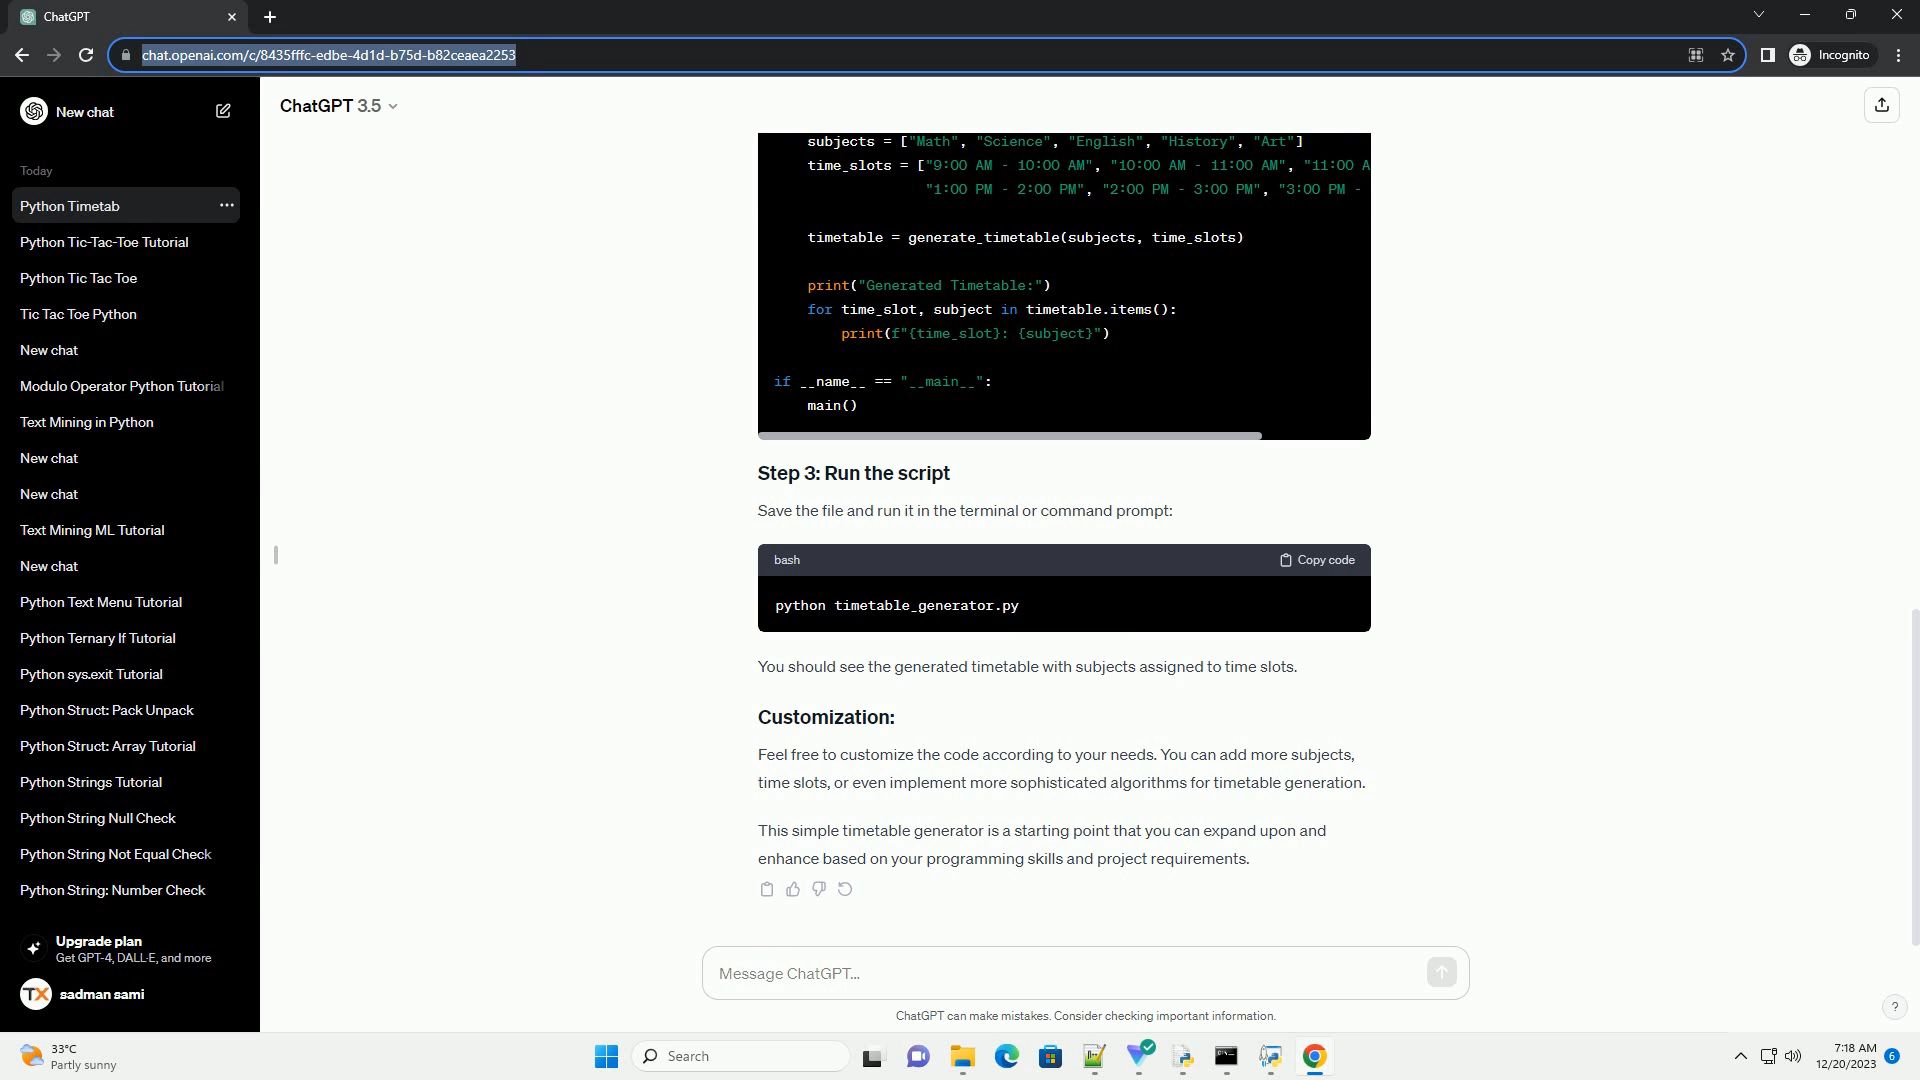 ChatGPT
chat.openai.com/c/8435fffc-edbe-4d1d-b75d-b82ceaea2253
Incognito
New chat
Today
Python Timetab
Python Tic-Tac-Toe Tutorial
Python Tic Tac Toe
Tic Tac Toe Python
New chat
Modulo Operator Python Tutorial
Text Mining in Python
New chat
New chat
Text Mining ML Tutorial
New chat
Python Text Menu Tutorial
Python Ternary If Tutorial
Python sys.exit Tutorial
Python Struct: Pack Unpack
Python Struct: Array Tutorial
Python Strings Tutorial
Python String Null Check
Python String Not Equal Check
Python String: Number Check
Upgrade plan
Get GPT-4, DALL·E, and more
TX sadman sami
ChatGPT 3.5
subjects = ["Math", "Science", "English", "History", "Art"]
time_slots = ["9:00 AM - 10:00 AM", "10:00 AM - 11:00 AM", "11:00 A
"1:00 PM - 2:00 PM", "2:00 PM - 3:00 PM", "3:00 PM -
timetable = generate_timetable(subjects, time_slots)
print("Generated Timetable:")
for time_slot, subject in timetable.items():
print(f"{time_slot}: {subject}")
if __name__ == "__main__":
main()
Step 3: Run the script
Save the file and run it in the terminal or command prompt:
bash
Copy code
python timetable_generator.py
You should see the generated timetable with subjects assigned to time slots.
Customization:
Feel free to customize the code according to your needs. You can add more subjects,
time slots, or even implement more sophisticated algorithms for timetable generation.
This simple timetable generator is a starting point that you can expand upon and
enhance based on your programming skills and project requirements.
Message ChatGPT...
ChatGPT can make mistakes. Consider checking important information.
?
33°C
Partly sunny
Search
7:18 AM
12/20/2023
6